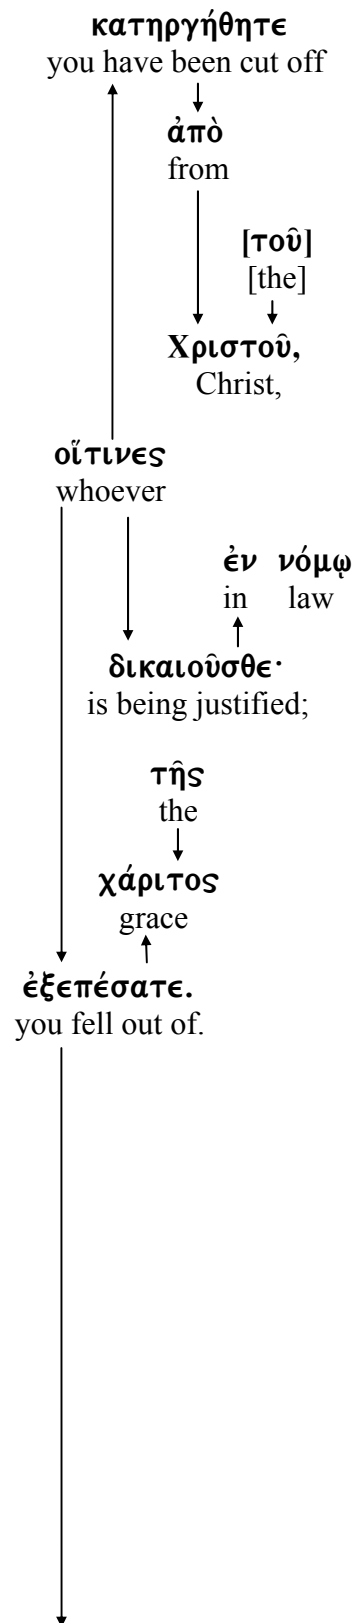 κατηργήθητε
you have been cut off
ἀπὸ
from
[τοῦ]
[the]
Χριστοῦ,
Christ,
οἵτινες
whoever
ἐν νόμῳ
in law
δικαιοῦσθε·
is being justified;
τῆς
the
χάριτος
grace
ἐξεπέσατε.
you fell out of.